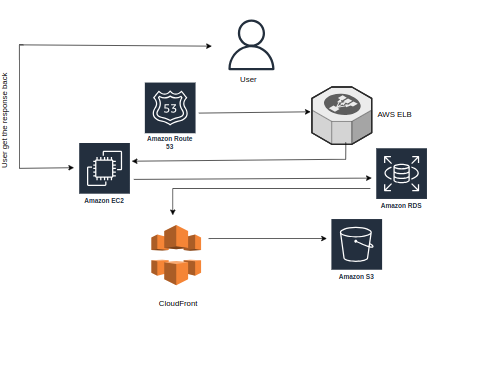 User
User get the response back
53
Amazon Route
53
AWS ELB
Amazon EC2
Amazon RDS
CloudFront
Amazon S3